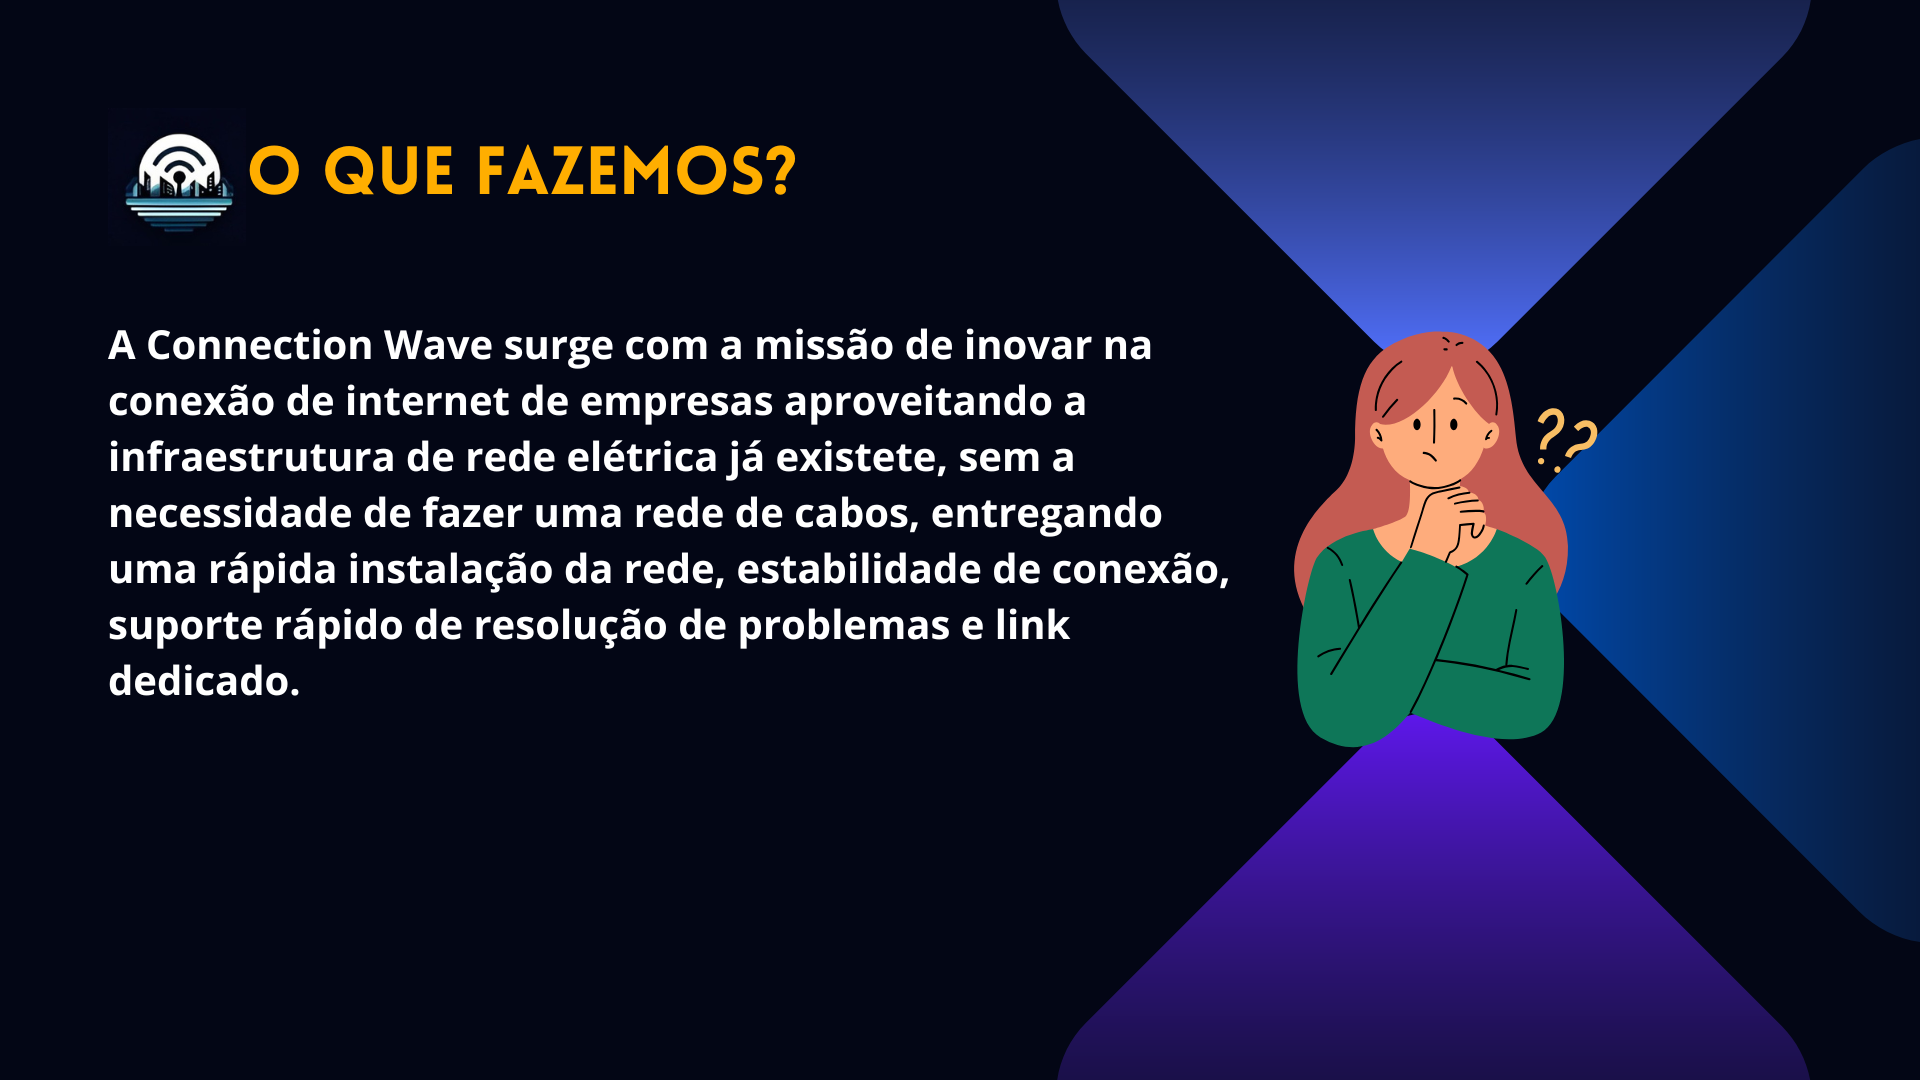 O QUE FAZEMOS?
A Connection Wave surge com a missão de inovar na
conexão de internet de empresas aproveitando a
infraestrutura de rede elétrica já existete, sem a
necessidade de fazer uma rede de cabos, entregando
uma rápida instalação da rede, estabilidade de conexão,
suporte rápido de resolução de problemas e link
dedicado.
??